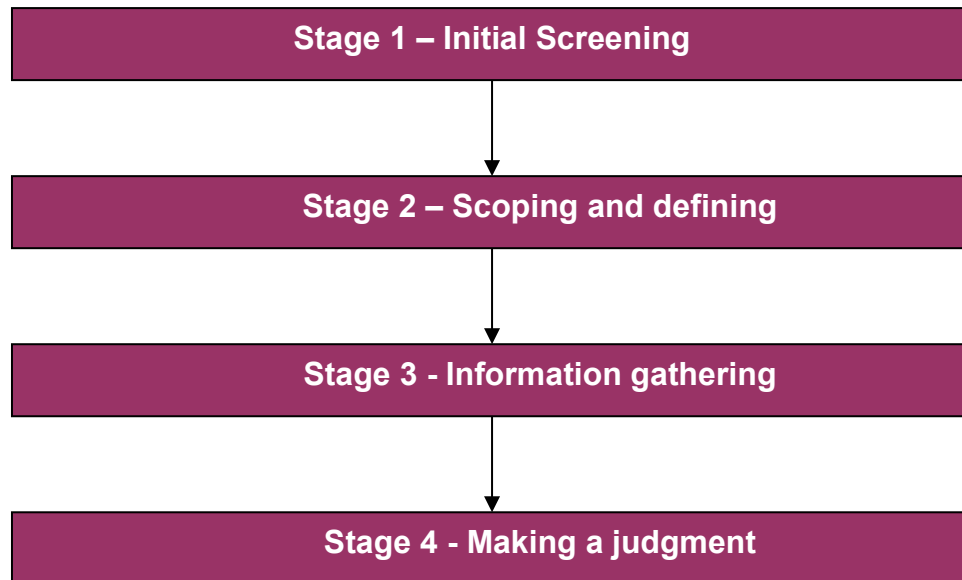 Stage 1 – Initial Screening
Stage 2 – Scoping and defining
Stage 3 - Information gathering
Stage 4 - Making a judgment